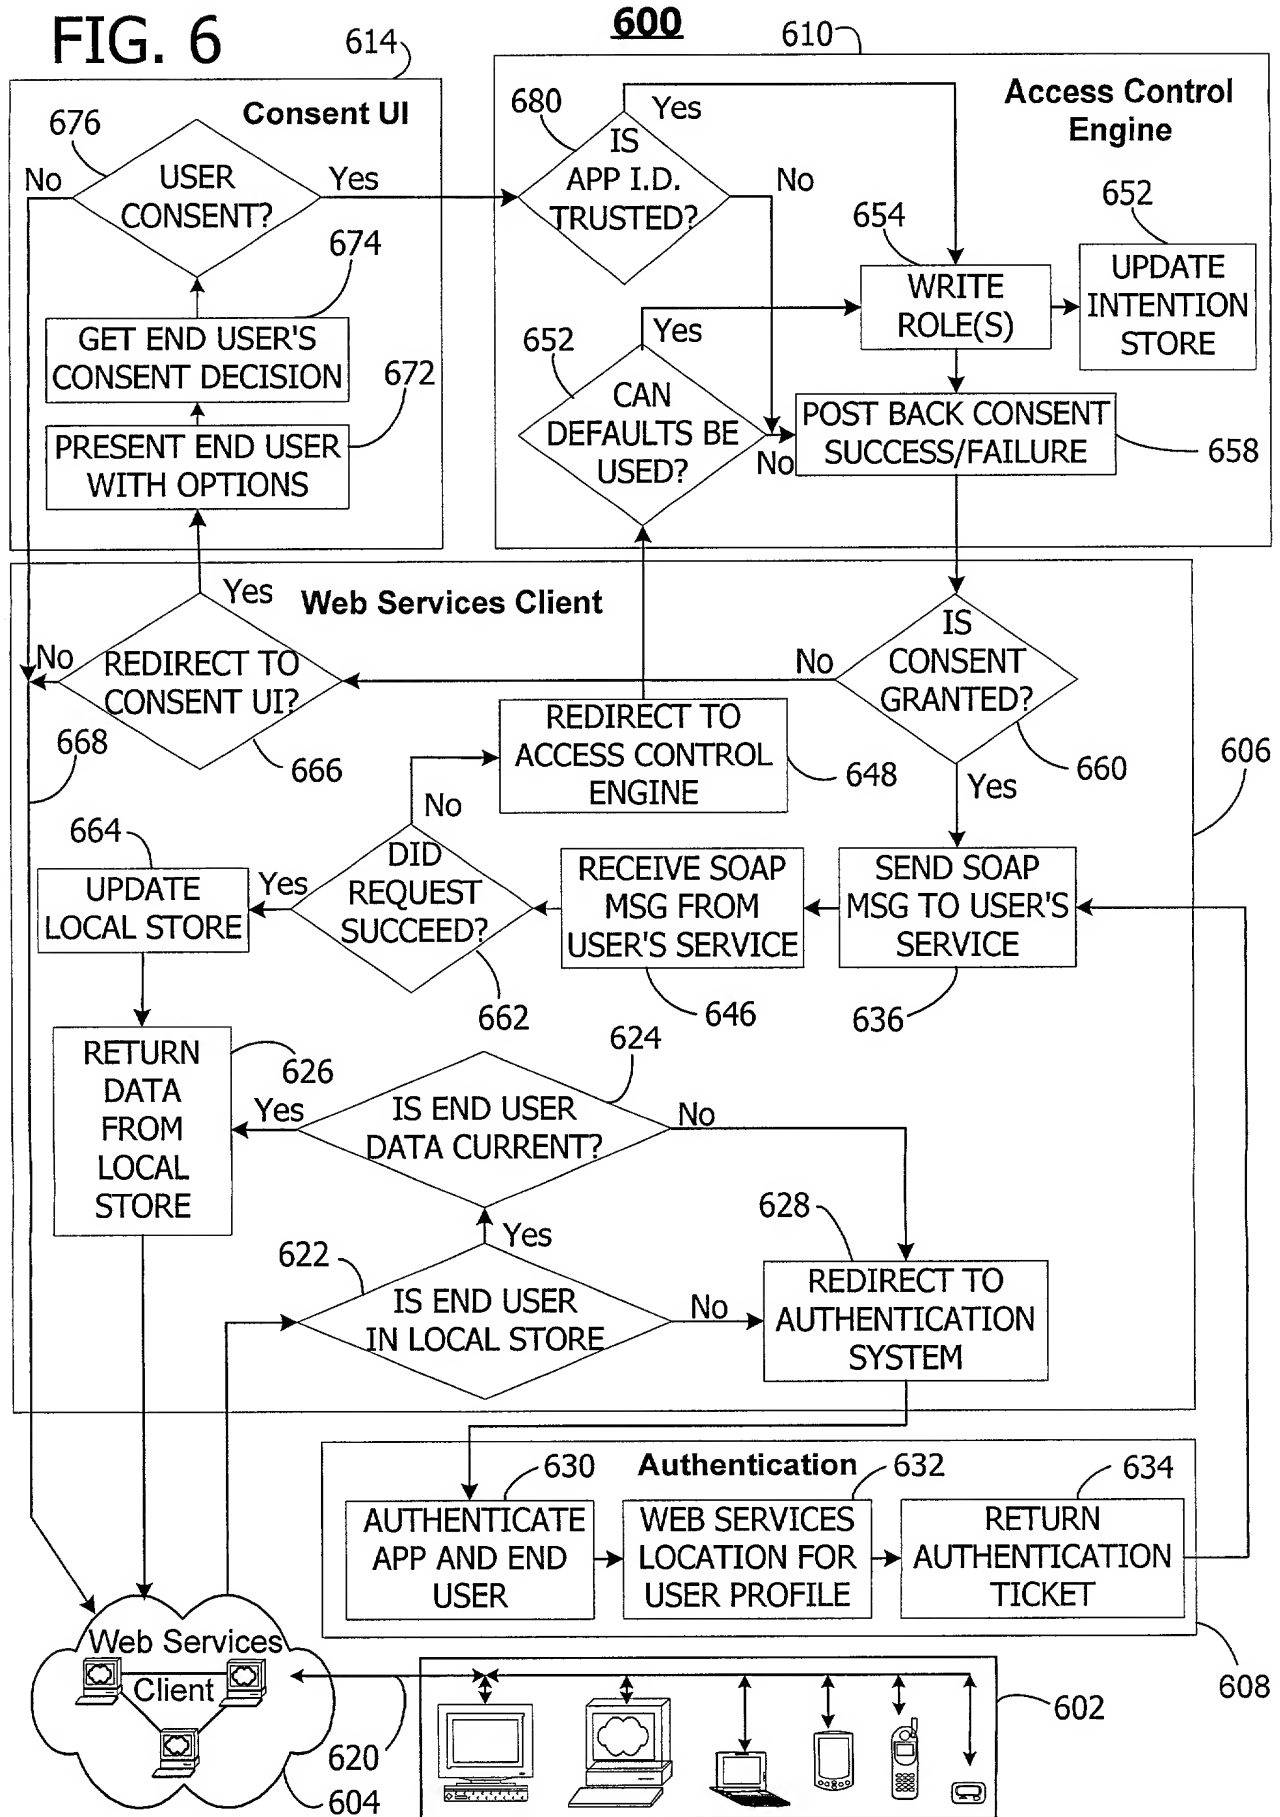 FIG. 6
600
614
610
Consent UI
Access Control
Engine
676
USER
CONSENT?
No
Yes
674
GET END USER'S
CONSENT DECISION
672
PRESENT END USER
WITH OPTIONS
680
IS
APP I.D.
TRUSTED?
Yes
No
654
WRITE
ROLE(S)
652
UPDATE
INTENTION
STORE
652
Yes
CAN
DEFAULTS BE
USED?
No
POST BACK CONSENT
SUCCESS/FAILURE
658
Web Services Client
Yes
No
REDIRECT TO
CONSENT UI?
666
668
IS
CONSENT
GRANTED?
No
Yes
660
606
REDIRECT TO
ACCESS CONTROL
ENGINE
648
No
664
UPDATE
LOCAL STORE
Yes
DID
REQUEST
SUCCEED?
662
RECEIVE SOAP
MSG FROM
USER'S SERVICE
646
SEND SOAP
MSG TO USER'S
SERVICE
636
RETURN
DATA
FROM
LOCAL
STORE
626
624
Yes
IS END USER
DATA CURRENT?
No
622
Yes
IS END USER
IN LOCAL STORE
No
628
REDIRECT TO
AUTHENTICATION
SYSTEM
Authentication
630
632
634
AUTHENTICATE
APP AND END
USER
WEB SERVICES
LOCATION FOR
USER PROFILE
RETURN
AUTHENTICATION
TICKET
608
Web Services
Client
620
604
602